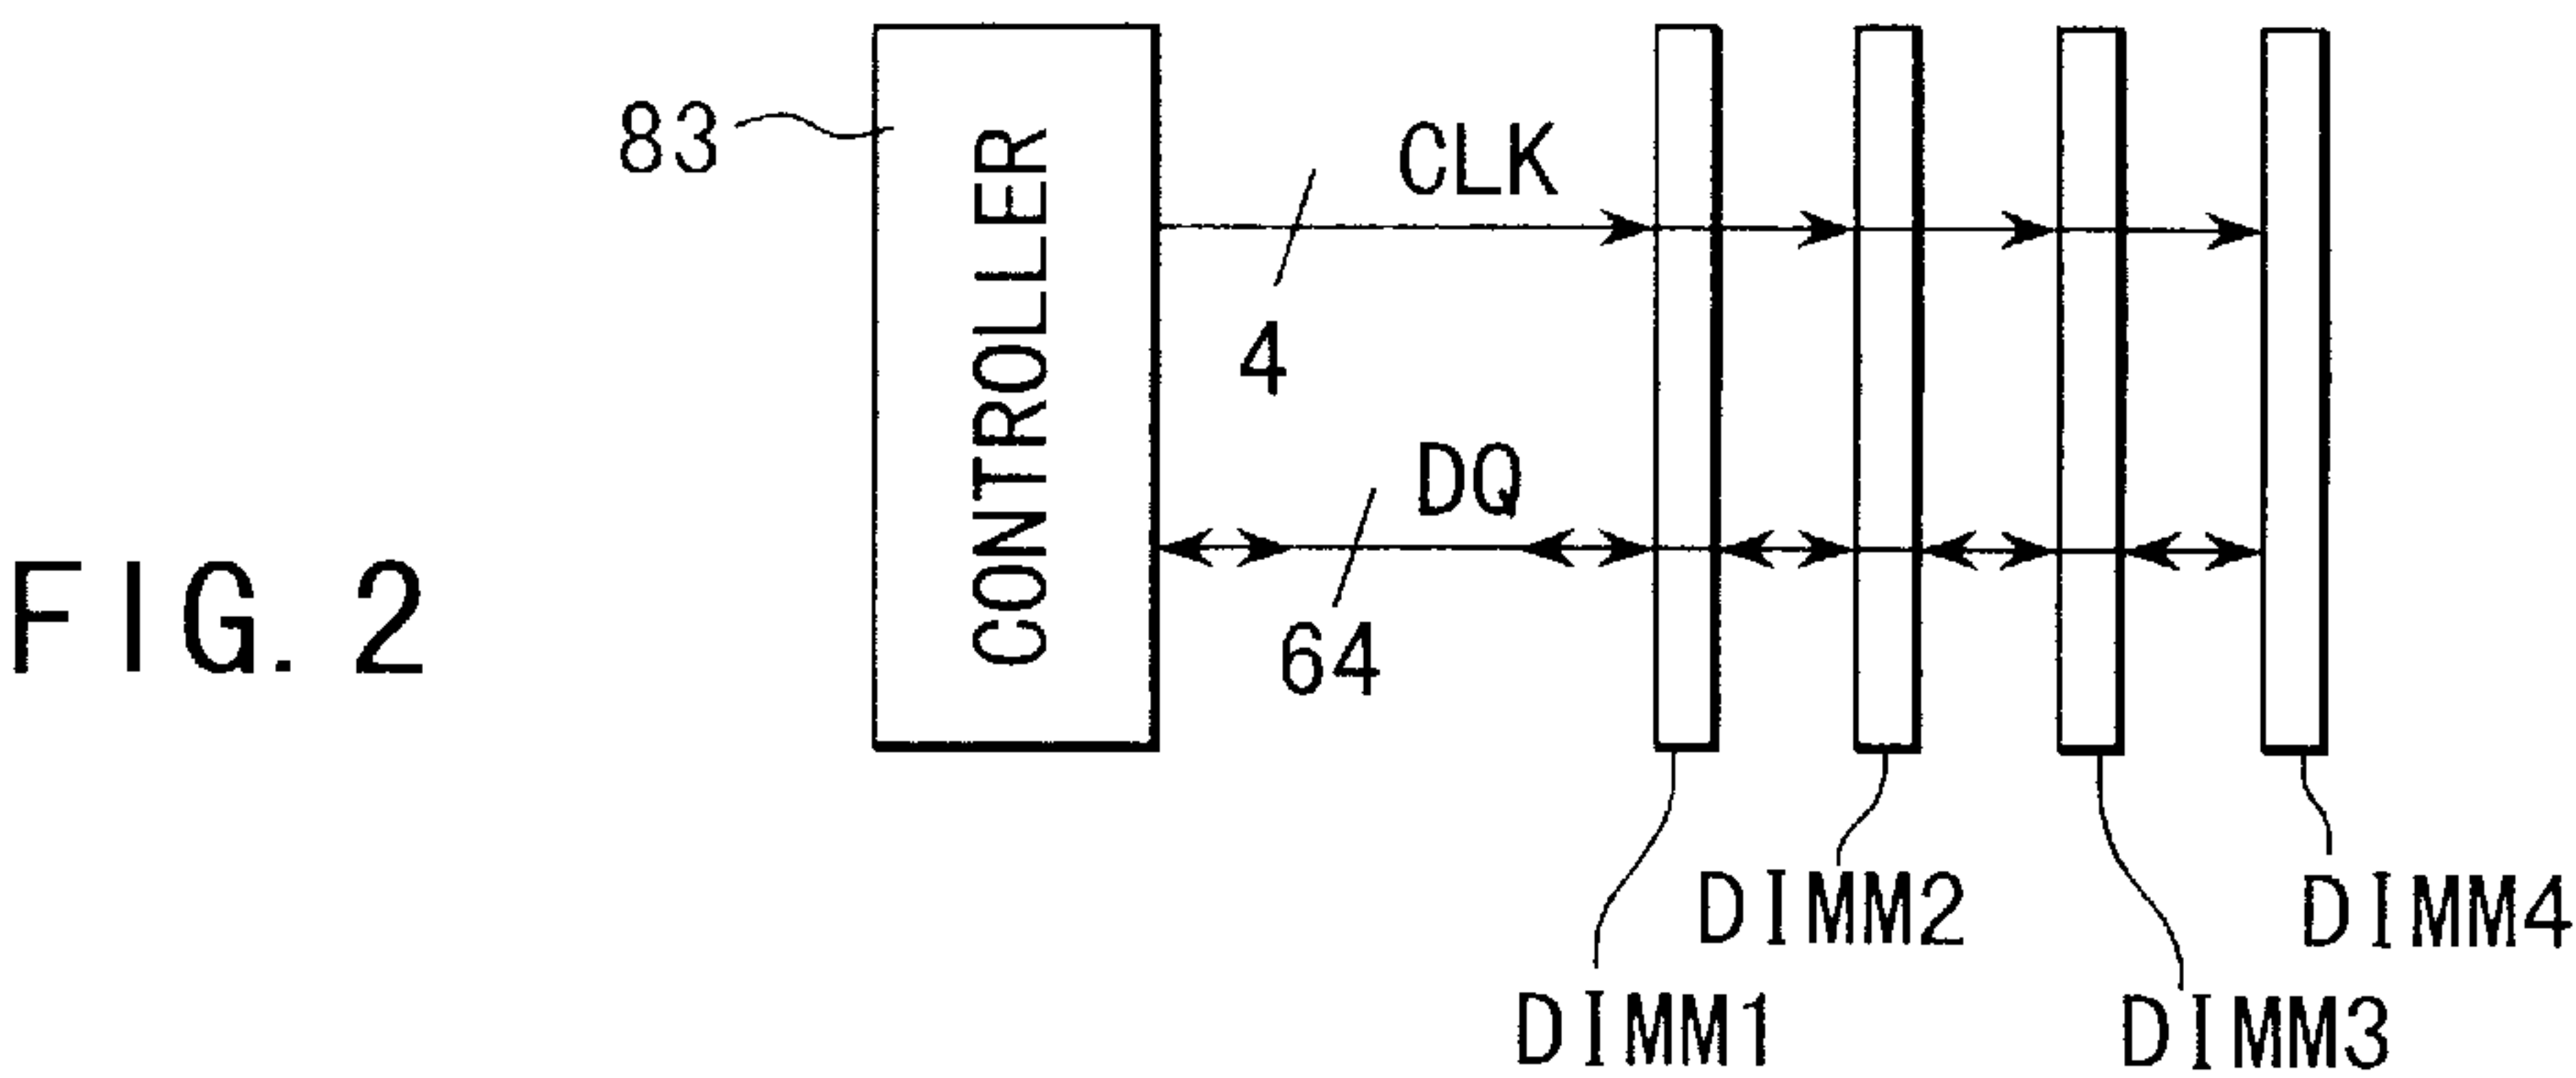 83
CONTROLLER
CLK
4
DQ
64
FIG. 2
DIMM1
DIMM2
DIMM3
DIMM4